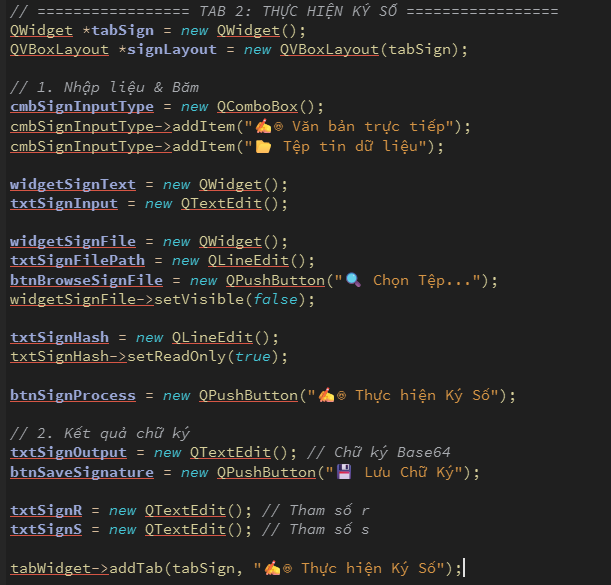 // ================= TAB 2: THỰC HIỆN KÝ SỐ =================
QWidget *tabSign = new QWidget();
QVBoxLayout *signLayout = new QVBoxLayout(tabSign);
// 1. Nhập liệu & Băm
cmbSignInputType = new QComboBox();
cmbSignInputType->addItem("✍️ Văn bản trực tiếp");
cmbSignInputType->addItem("📂 Tệp tin dữ liệu");
widgetSignText = new QWidget();
txtSignInput = new QTextEdit();
widgetSignFile = new QWidget();
txtSignFilePath = new QLineEdit();
btnBrowseSignFile = new QPushButton("🔍 Chọn Tệp...");
widgetSignFile->setVisible(false);
txtSignHash = new QLineEdit();
txtSignHash->setReadOnly(true);
btnSignProcess = new QPushButton("✍️ Thực hiện Ký Số");
// 2. Kết quả chữ ký
txtSignOutput = new QTextEdit(); // Chữ ký Base64
btnSaveSignature = new QPushButton("💾 Lưu Chữ Ký");
txtSignR = new QTextEdit(); // Tham số r
txtSignS = new QTextEdit(); // Tham số s
tabWidget->addTab(tabSign, "✍️ Thực hiện Ký Số");